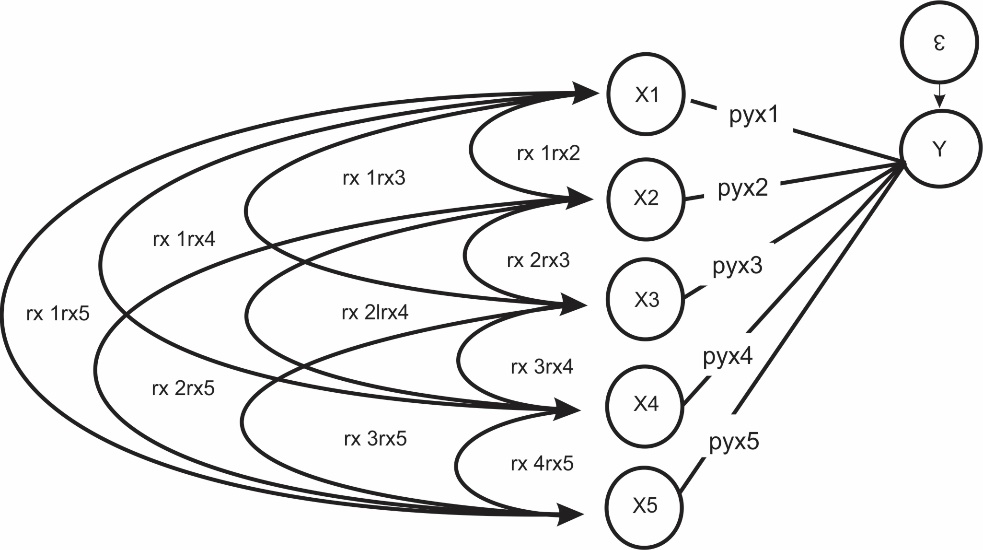 ε
X1
pyx1
Y
rx 1rx2
rx 1rx3
X2
pyx2
rx 1rx4
rx 2rx3
pyx3
X3
rx 1rx5
rx 2lrx4
pyx4
rx 3rx4
rx 2rx5
X4
rx 3rx5
pyx5
rx 4rx5
X5